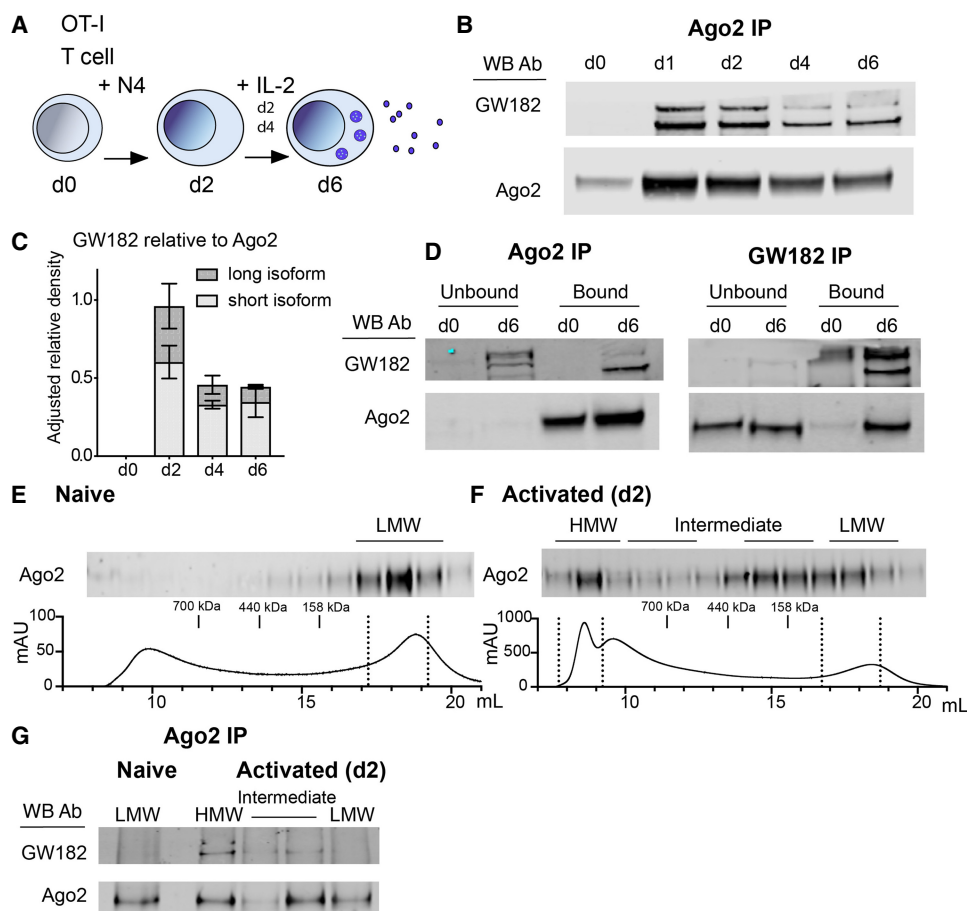 A
OT-I
T cell
+ N4
+ IL-2
d2
d4
d0
d2
d6
B
Ago2 IP
WB Ab
d0 d1 d2 d4 d6
GW182
Ago2
C
GW182 relative to Ago2
Adjusted relative density
1.0
0.5
0.0
long isoform
short isoform
d0 d2 d4 d6
D
Ago2 IP
GW182 IP
Unbound Bound Unbound Bound
WB Ab
d0 d6 d0 d6 d0 d6 d0 d6
GW182
Ago2
E Naive
LMW
Ago2
700 kDa 440 kDa 158 kDa
mAU
100
50
0
10 15 20 mL
F Activated (d2)
HMW Intermediate LMW
Ago2
700 kDa 440 kDa 158 kDa
mAU
1000
500
0
10 15 20 mL
G
Ago2 IP
Naive Activated (d2)
Intermediate
WB Ab LMW HMW LMW
GW182
Ago2